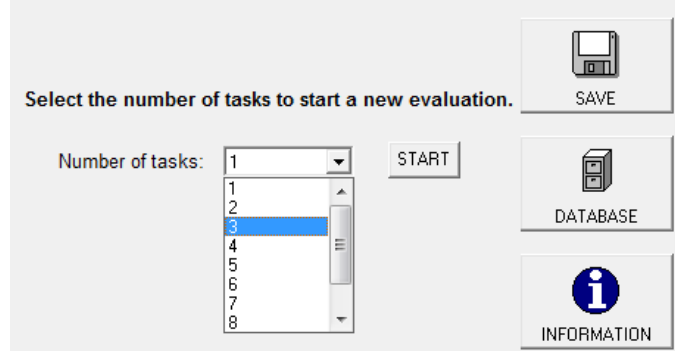 Select the number of tasks to start a new evaluation.
SAVE
Number of tasks: 1 START
1
2
3
4
5
6
7
8
DATABASE
INFORMATION